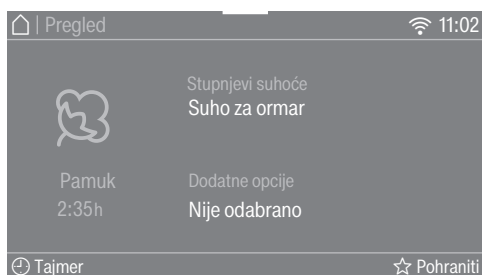 | Pregled
11:02
Stupnjevi suhoće
Suho za ormar
Pamuk
2:35h
Dodatne opcije
Nije odabrano
Tajmer
Pohraniti